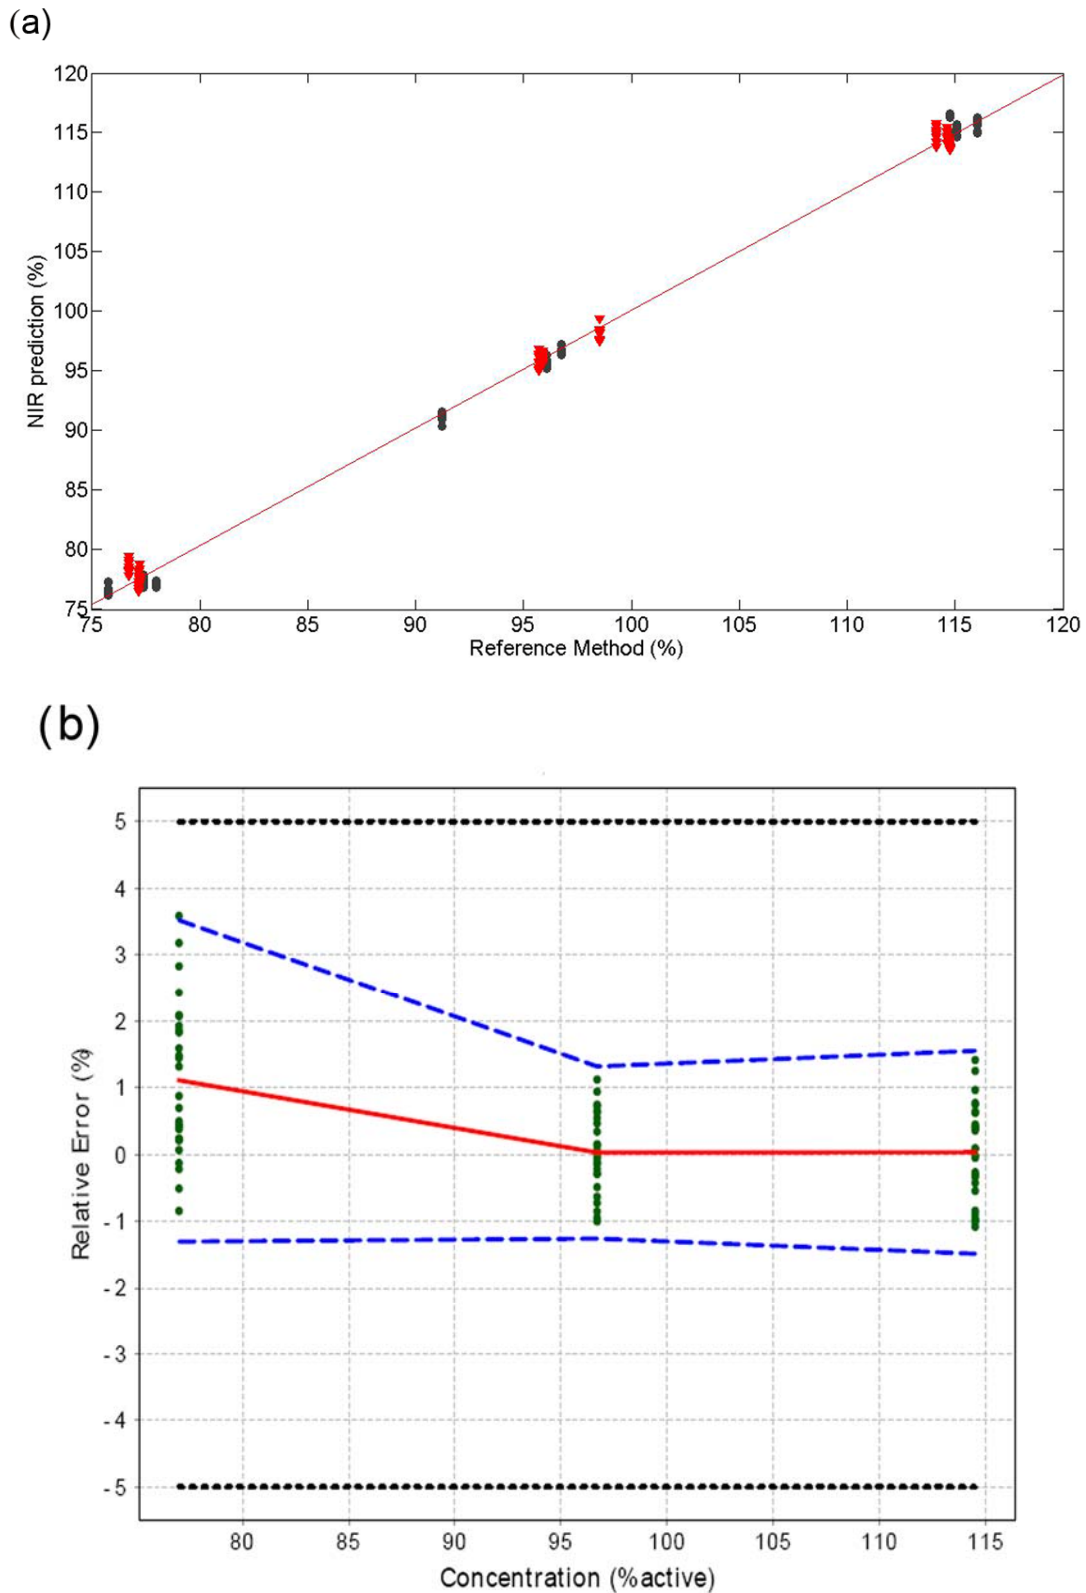 (a)
120
115
110
105
100
95
90
85
80
75
NIR prediction (%)
75 80 85 90 95 100 105 110 115 120
Reference Method (%)
(b)
5
4
3
2
1
0
-1
-2
-3
-4
-5
Relative Error (%)
80 85 90 95 100 105 110 115
Concentration (%active)